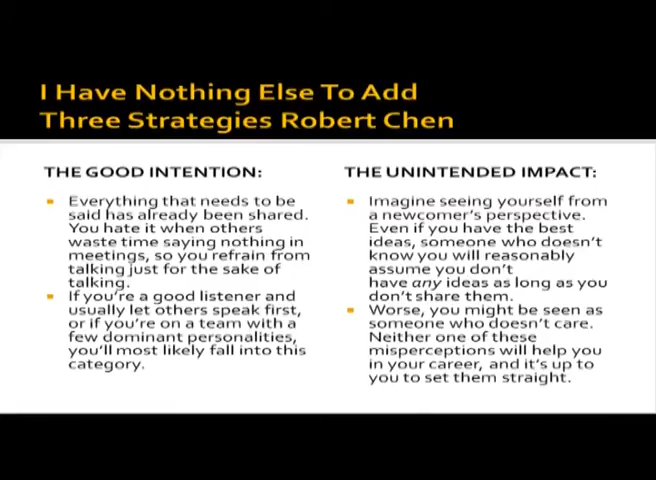 I Have Nothing Else To Add
Three Strategies Robert Chen
THE GOOD INTENTION:
Everything that needs to be
said has already been shared.
You hate it when others
waste time saying nothing in
meetings, so you refrain from
talking just for the sake of
talking.
If you're a good listener and
usually let others speak first,
or if you're on a team with a
few dominant personalities,
you'll most likely fall into this
category.
THE UNINTENDED IMPACT:
Imagine seeing yourself from
a newcomer's perspective.
Even if you have the best
ideas, someone who doesn't
know you will reasonably
assume you don't
have any ideas as long as you
don't share them.
Worse, you might be seen as
someone who doesn't care.
Neither one of these
misperceptions will help you
in your career, and it's up to
you to set them straight.